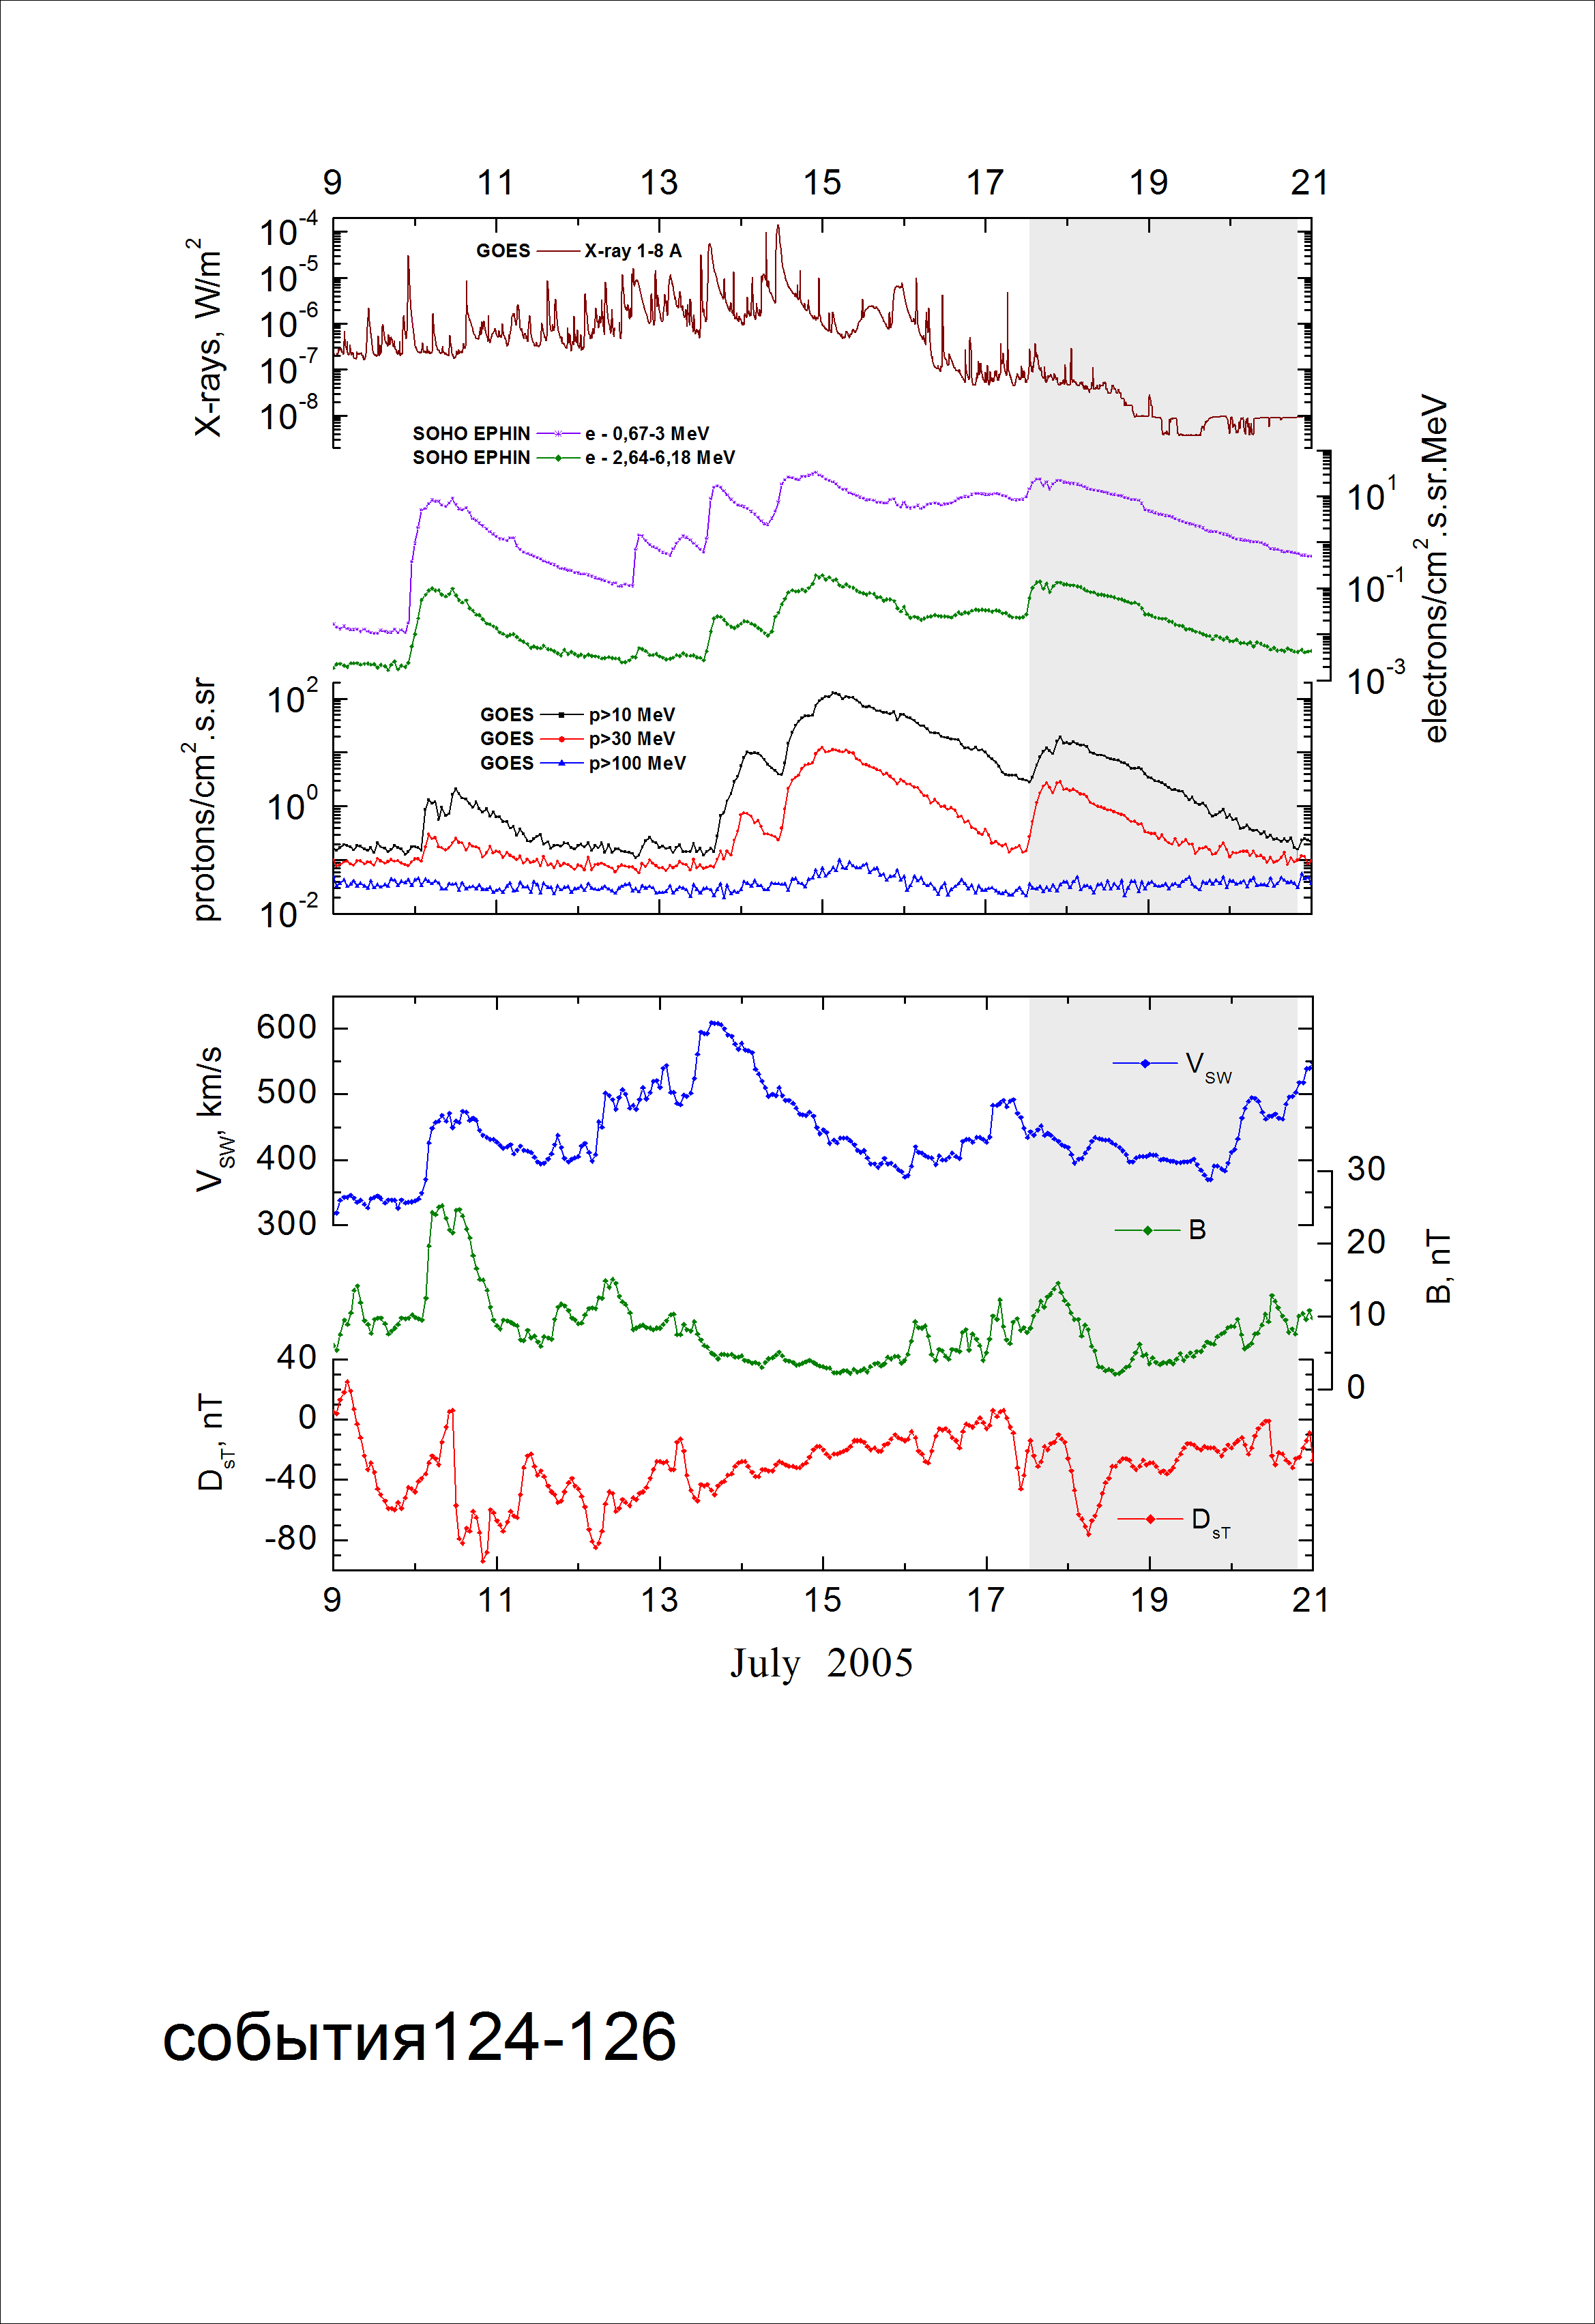 9 11 13 15 17 19 21
X-rays, W/m²
10⁻⁴
10⁻⁵
10⁻⁶
10⁻⁷
10⁻⁸
GOES X-ray 1-8 A
SOHO EPHIN e - 0,67-3 MeV
SOHO EPHIN e - 2,64-6,18 MeV
electrons/cm².s.sr.MeV
10¹
10⁻¹
10⁻³
protons/cm².s.sr
10²
10⁰
10⁻²
GOES p>10 MeV
GOES p>30 MeV
GOES p>100 MeV
V_SW, km/s
600
500
400
300
V_SW
B
B, nT
30
20
10
0
D_sT, nT
40
0
-40
-80
D_sT
9 11 13 15 17 19 21
July 2005
события124-126